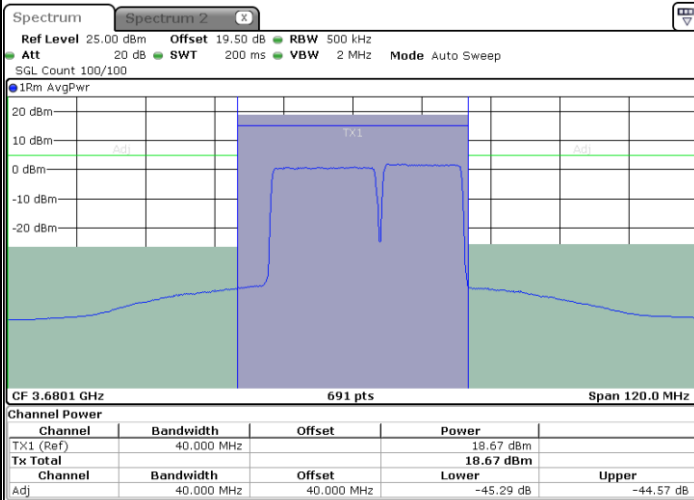 Spectrum Spectrum 2 X
Ref Level 25.00 dBm Offset 19.50 dB RBW 500 kHz
Att 20 dB SWT 200 ms VBW 2 MHz Mode Auto Sweep
SGL Count 100/100
1Rm AvgPwr
20 dBm
TX1
10 dBm
Adj Adj
0 dBm
-10 dBm
-20 dBm
CF 3.6801 GHz 691 pts Span 120.0 MHz
Channel Power
Channel Bandwidth Offset Power
TX1 (Ref) 40.000 MHz 18.67 dBm
Tx Total 18.67 dBm
Channel Bandwidth Offset Lower Upper
Adj 40.000 MHz 40.000 MHz -45.29 dB -44.57 dB